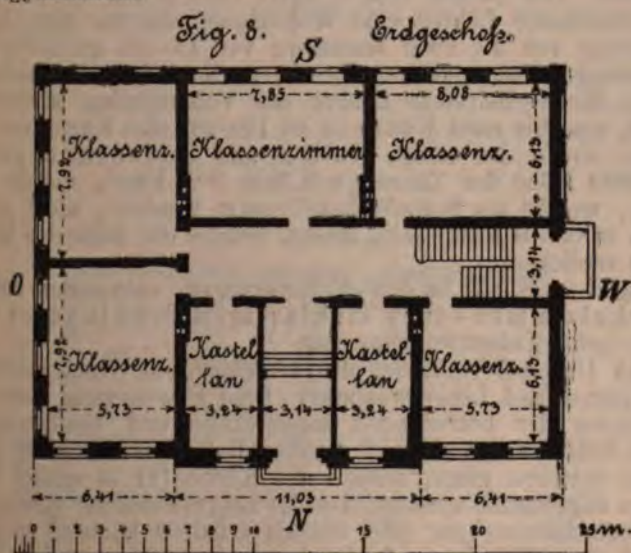 Fig. 8. Erdgeschoß.
S
7,85 8,08
Klassenz. Klassenzimmer Klassenz.
7,92 6,13
3,14
O W
Klassenz. Kastel- Kastel- Klassenz.
lan lan
7,92 6,13
5,73 3,24 3,14 3,24 5,73
6,41 11,03 6,41
N
0 1 2 3 4 5 6 7 8 9 10 15 20 25 m.